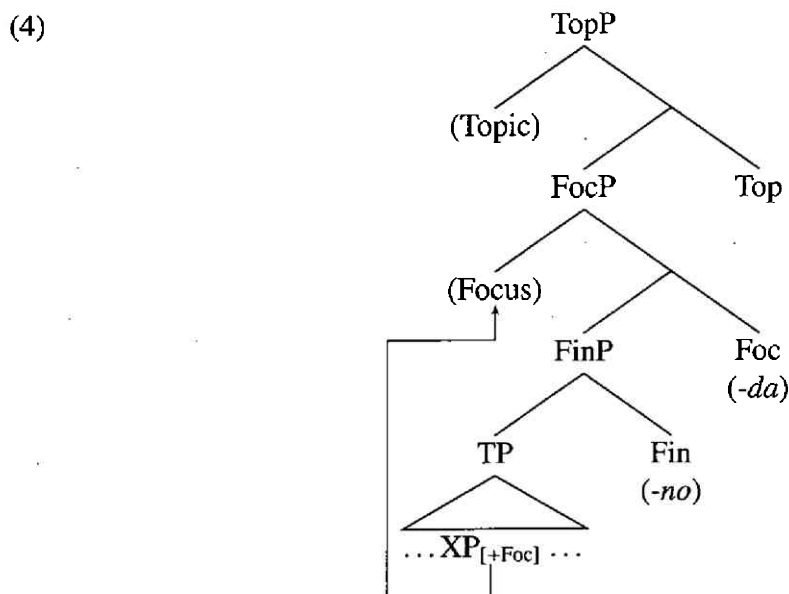 (4)
TopP
(Topic)
FocP Top
(Focus)
FinP Foc
(-da)
TP Fin
(-no)
...XP[+Foc] ...